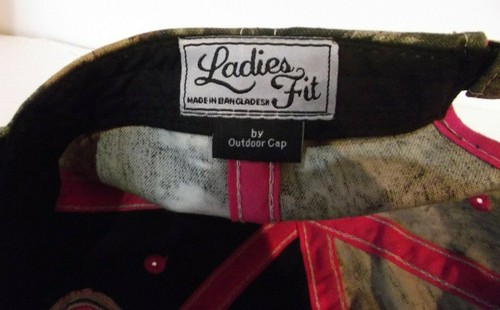 Ladies
Fit
MADE IN BANGLADESH
by
Outdoor Cap